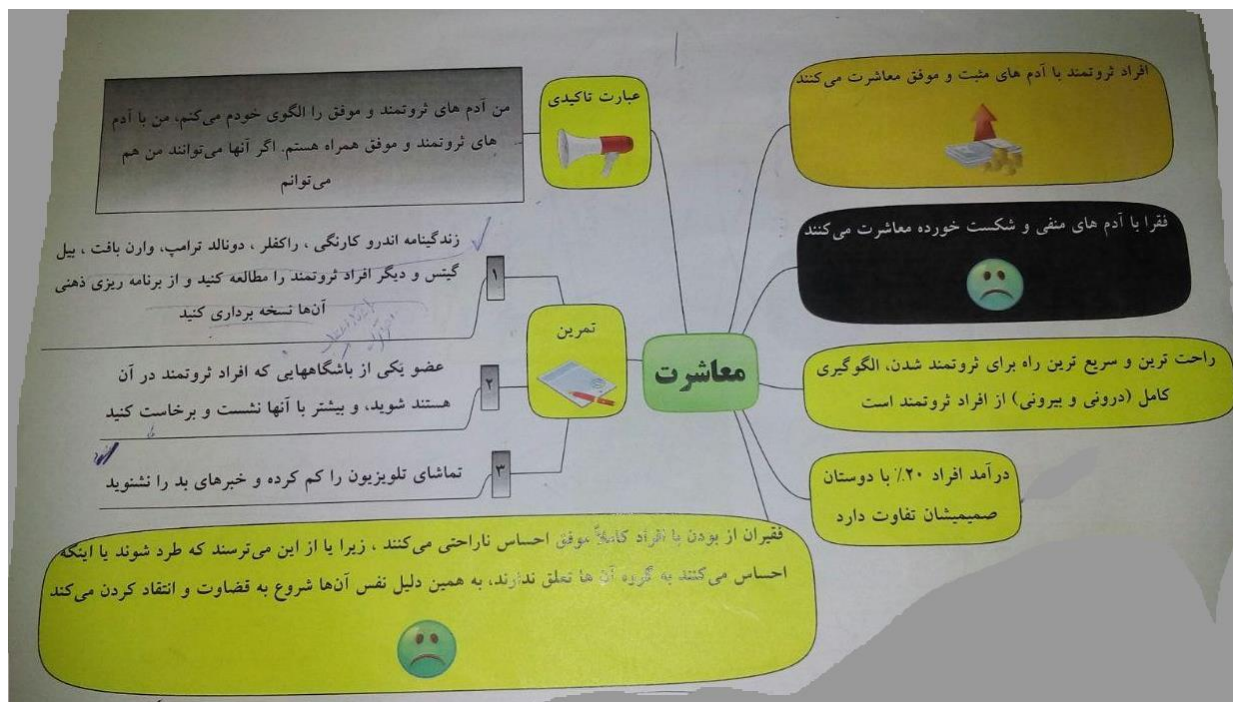 افراد ثروتمند با آدم های مثبت و موفق معاشرت می‌کنند
فقرا با آدم های منفی و شکست خورده معاشرت می‌کنند
راحت ترین و سریع ترین راه برای ثروتمند شدن، الگوگیری
کامل (درونی و بیرونی) از افراد ثروتمند است
درآمد افراد ۲۰٪ با دوستان
صمیمیشان تفاوت دارد
فقیران از بودن با افراد کاملاً موفق احساس ناراحتی می‌کنند ، زیرا یا از این می‌ترسند که طرد شوند یا اینکه
احساس می‌کنند به گروه آن ها تعلق ندارند، به همین دلیل نفس آن‌ها شروع به قضاوت و انتقاد کردن می‌کند
معاشرت
عبارت تاکیدی
من آدم های ثروتمند و موفق را الگوی خودم می‌کنم، من با آدم
های ثروتمند و موفق همراه هستم. اگر آنها می‌توانند من هم
می‌توانم
تمرین
۱
زندگینامه اندرو کارنگی ، راکفلر ، دونالد ترامپ، وارن بافت ، بیل
گیتس و دیگر افراد ثروتمند را مطالعه کنید و از برنامه ریزی ذهنی
آن‌ها نسخه برداری کنید
۲
عضو یکی از باشگاههایی که افراد ثروتمند در آن
هستند شوید، و بیشتر با آنها نشست و برخاست کنید
۳
تماشای تلویزیون را کم کرده و خبرهای بد را نشنوید